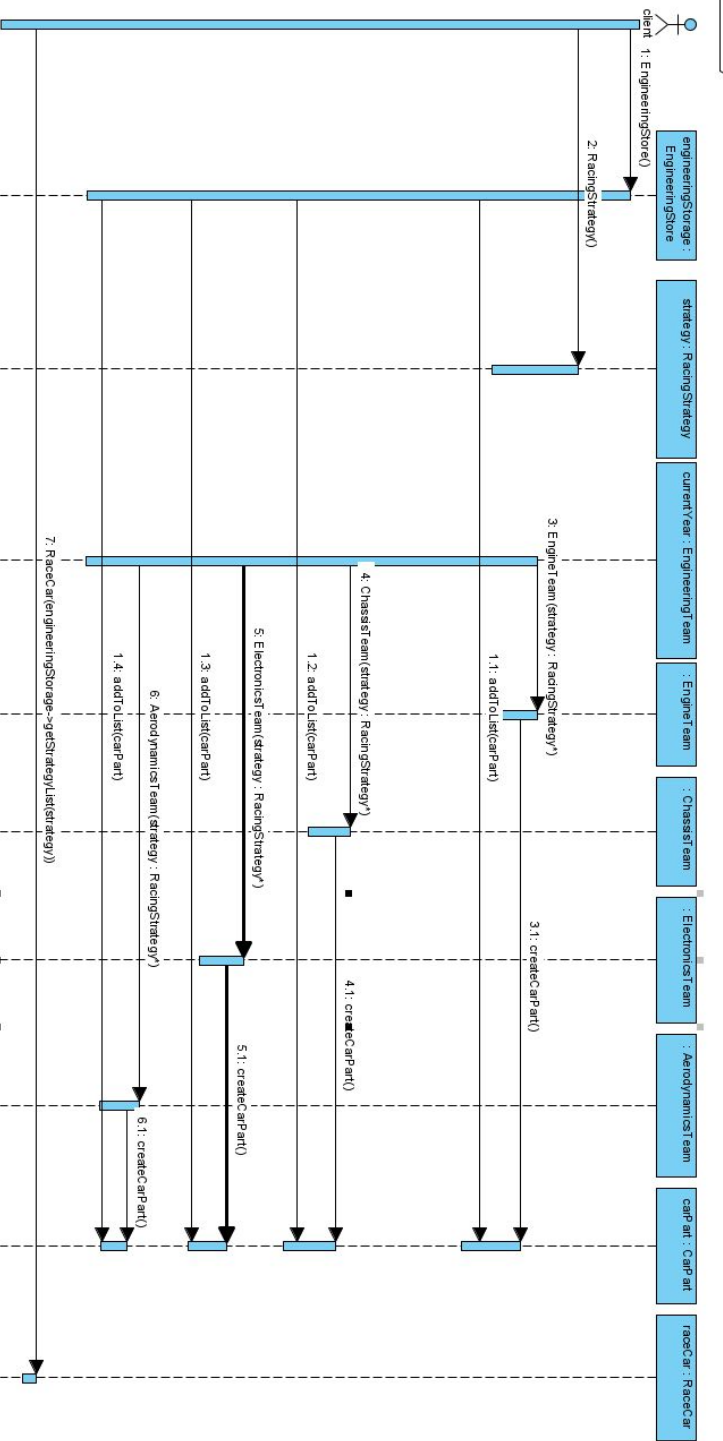 client
engineeringStorage :
EngineeringStore
strategy : RacingStrategy
currentYear : EngineeringTeam
: EngineTeam
: ChassisTeam
: ElectronicsTeam
: AerodynamicsTeam
carPart : CarPart
raceCar : RaceCar
1: EngineeringStore()
2: RacingStrategy()
3: EngineTeam(strategy : RacingStrategy*)
3.1: createCarPart()
1.1: addToList(carPart)
4: ChassisTeam(strategy : RacingStrategy*)
4.1: createCarPart()
1.2: addToList(carPart)
5: ElectronicsTeam(strategy : RacingStrategy*)
5.1: createCarPart()
1.3: addToList(carPart)
6: AerodynamicsTeam(strategy : RacingStrategy*)
6.1: createCarPart()
1.4: addToList(carPart)
7: RaceCar(engineeringStorage->getStrategyList(strategy))